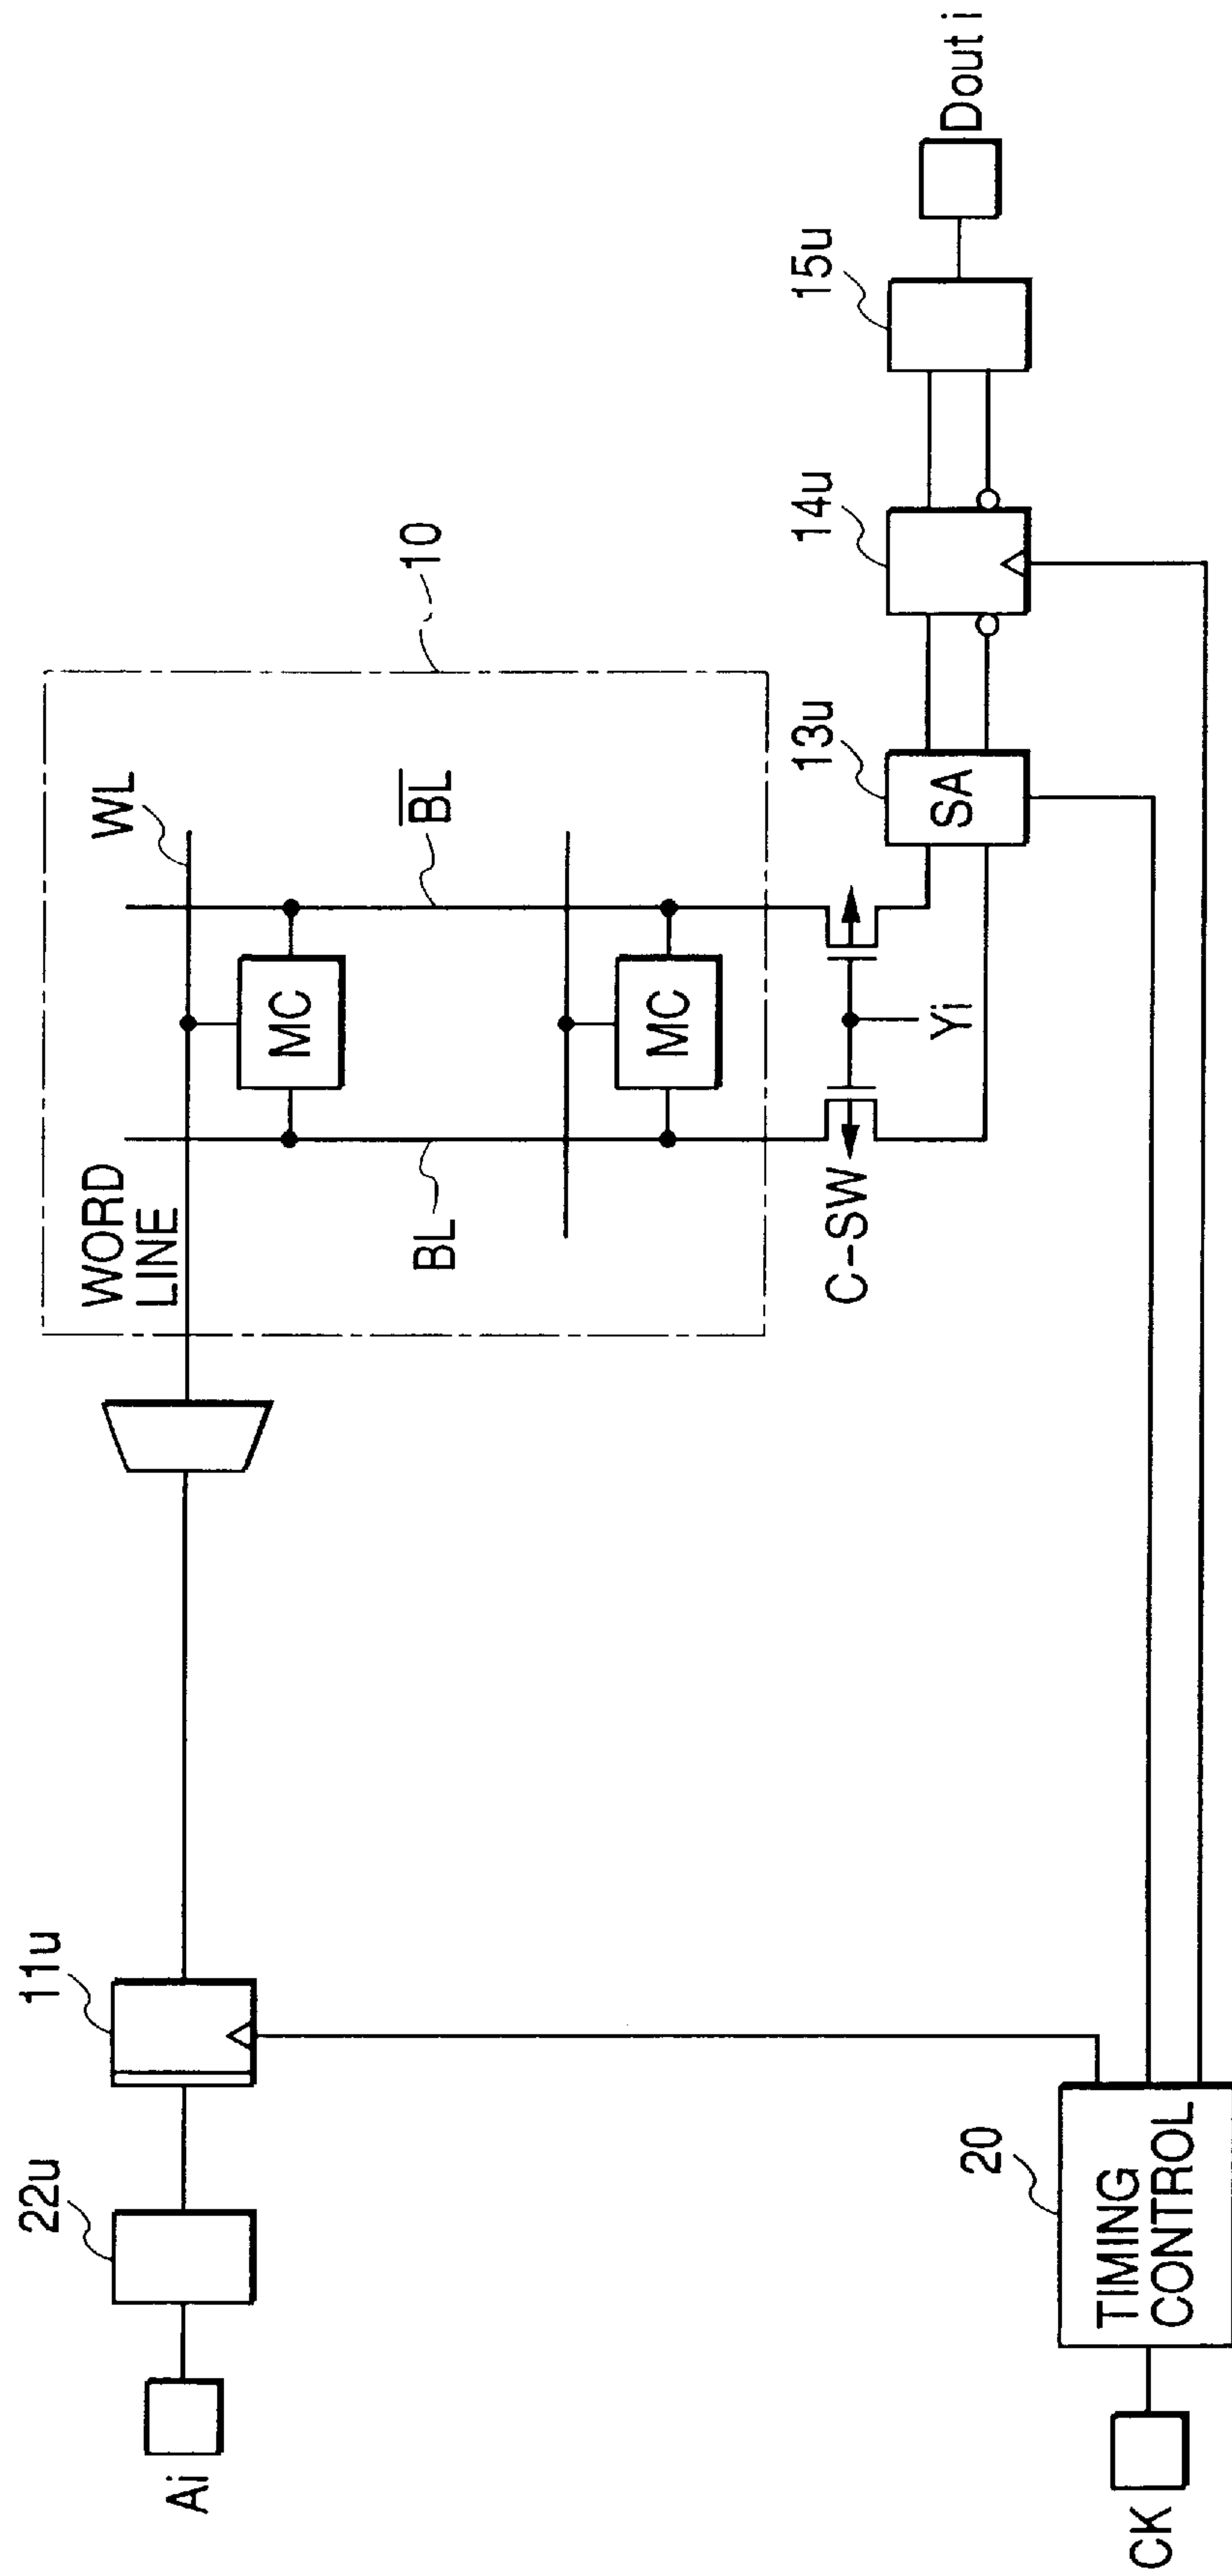 Ai
22u
11u
WORD
LINE
WL
10
MC
MC
BL
B̅L̅
C-SW
Yi
13u
SA
14u
15u
Dout i
CK
20
TIMING
CONTROL